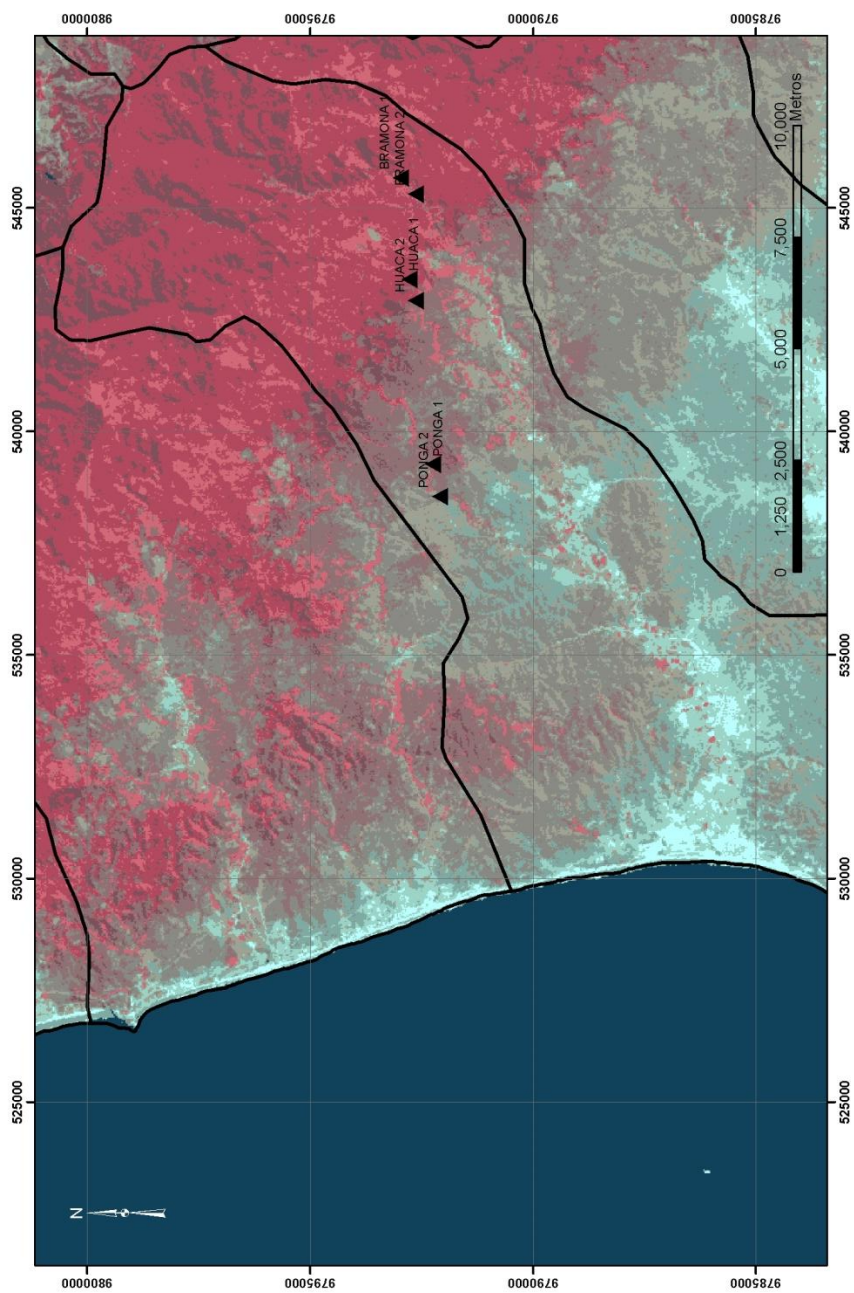 525000
530000
535000
540000
545000
9800000
N
9800000
9795000
9795000
BRAMONA 1
BRAMONA 2
HUACA 2
HUACA 1
PONGA 2
PONGA 1
9790000
9790000
9785000
0 1,250 2,500 5,000 7,500 10,000
Metros
9785000
525000
530000
535000
540000
545000